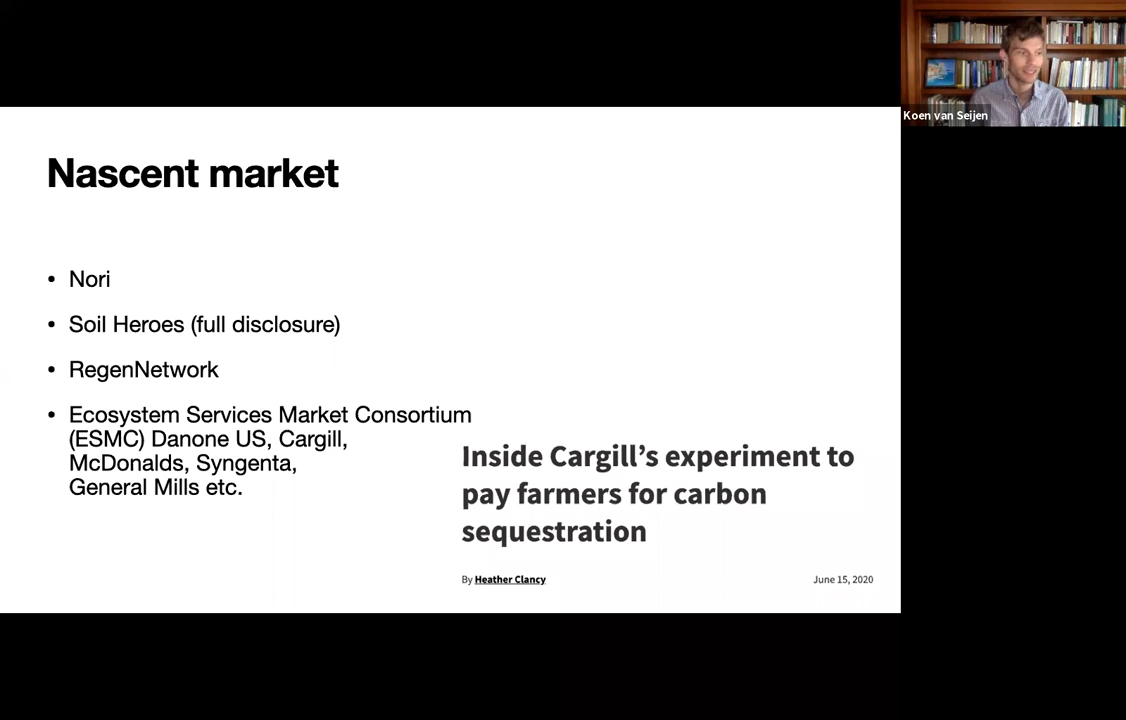 Koen van Seijen
Nascent market
• Nori
• Soil Heroes (full disclosure)
• RegenNetwork
• Ecosystem Services Market Consortium
(ESMC) Danone US, Cargill,
McDonalds, Syngenta,
General Mills etc.
Inside Cargill’s experiment to
pay farmers for carbon
sequestration
By Heather Clancy
June 15, 2020